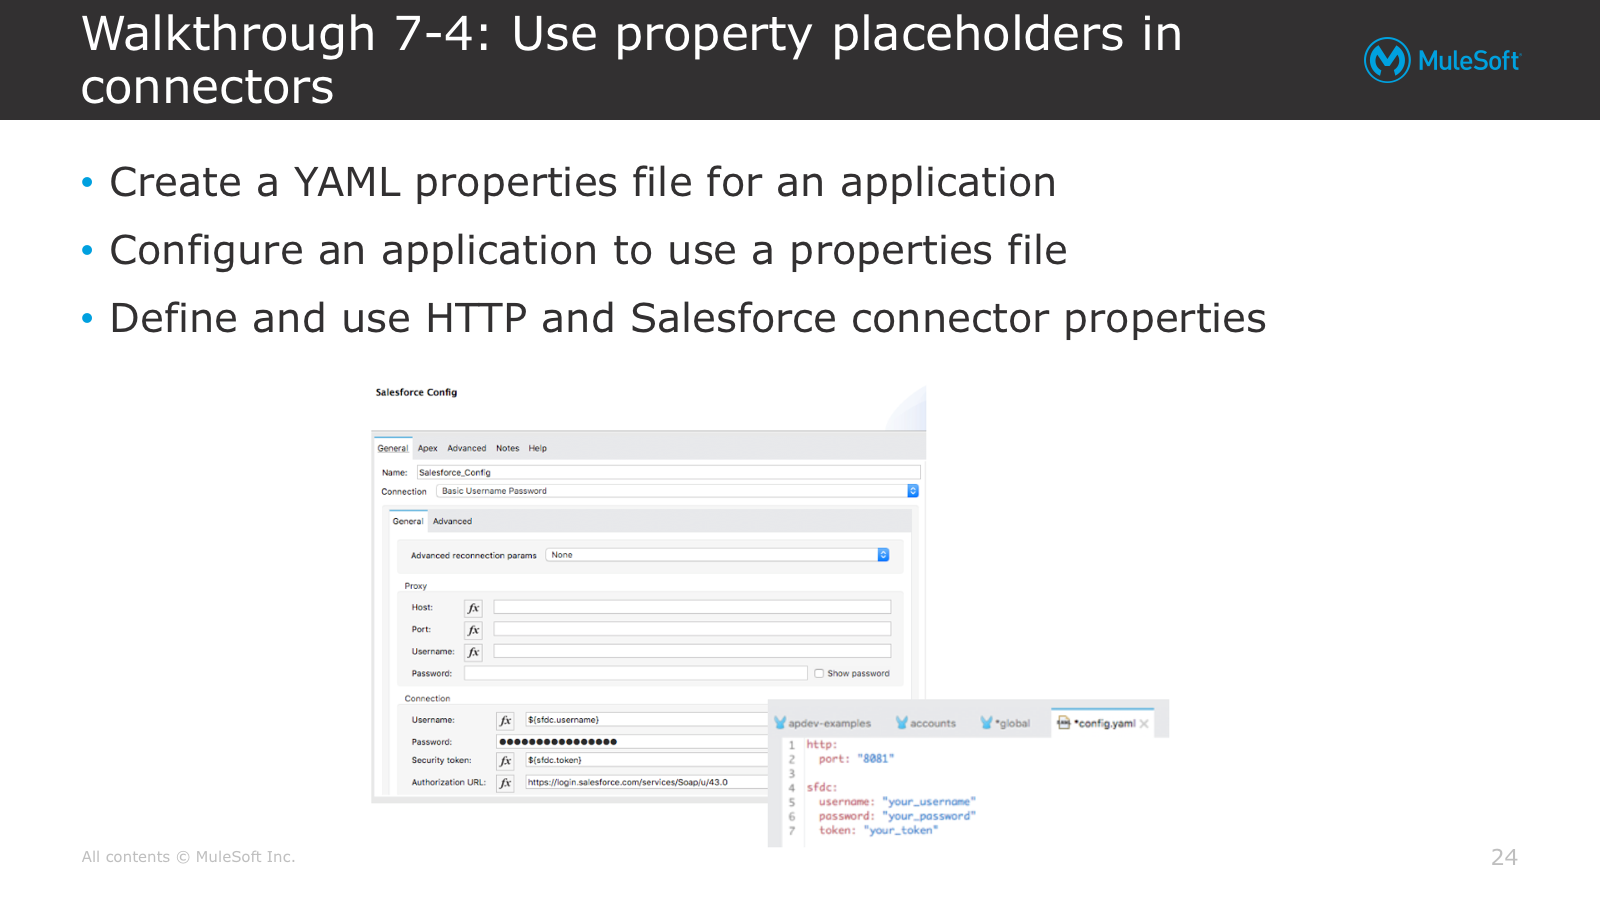 Walkthrough 7-4: Use property placeholders in
connectors
MuleSoft
• Create a YAML properties file for an application
• Configure an application to use a properties file
• Define and use HTTP and Salesforce connector properties
Salesforce Config
General Apex Advanced Notes Help
Name: Salesforce_Config
Connection Basic Username Password
General Advanced
Advanced reconnection params None
Proxy
Host: fx
Port: fx
Username: fx
Password: Show password
Connection
Username: fx ${sfdc.username}
Password: ●●●●●●●●●●●●●●●●
Security token: fx ${sfdc.token}
Authorization URL: fx https://login.salesforce.com/services/Soap/u/43.0
apdev-examples accounts *global *config.yaml
1 http:
2 port: "8081"
3
4 sfdc:
5 username: "your_username"
6 password: "your_password"
7 token: "your_token"
All contents © MuleSoft Inc.
24